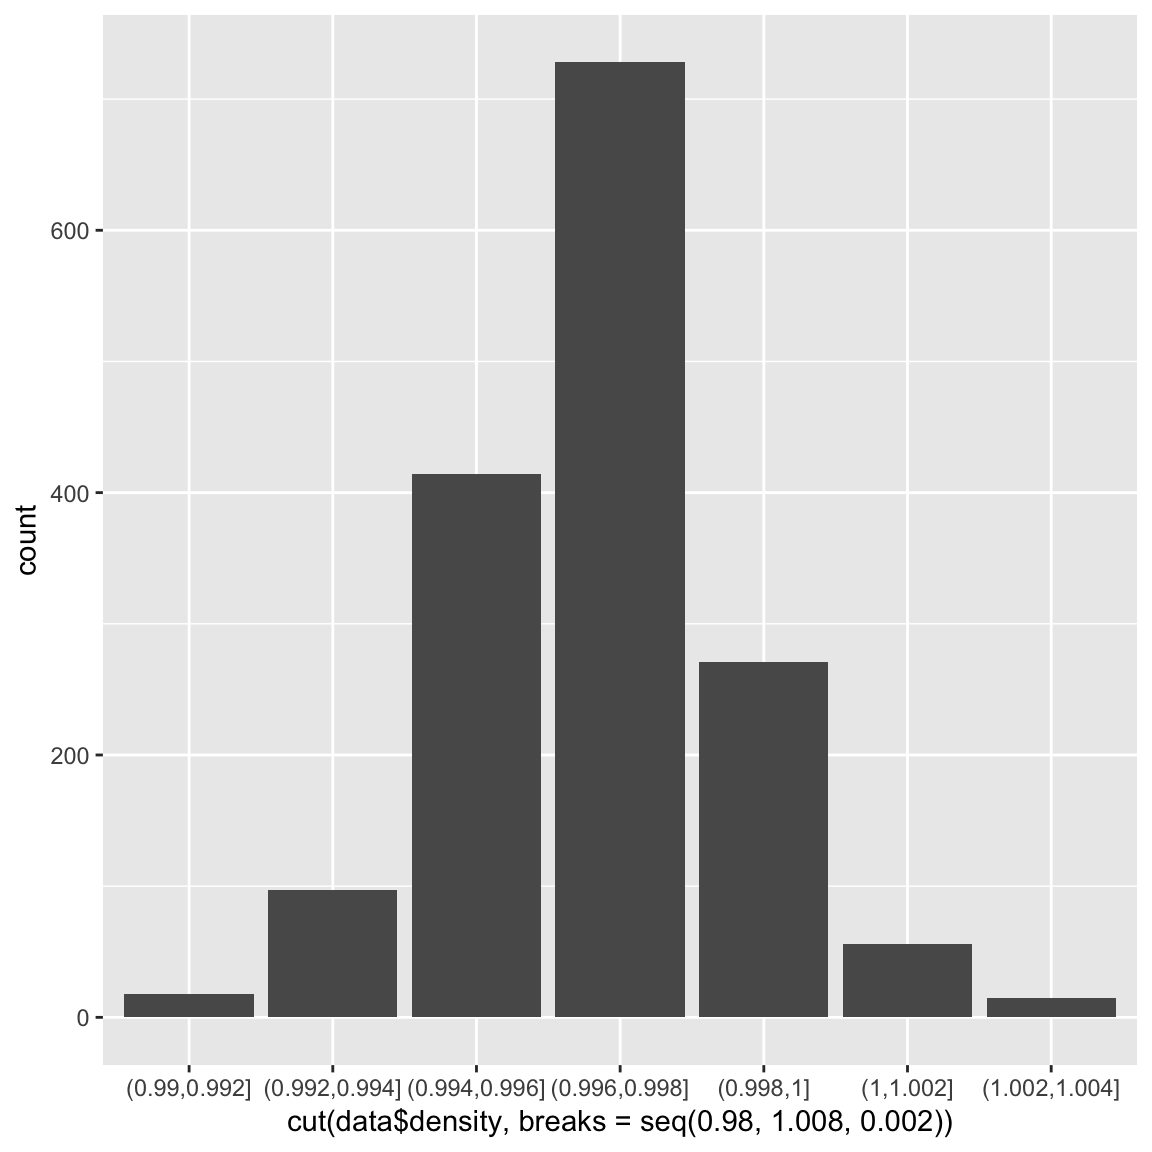 count
600
400
200
0
(0.99,0.992] (0.992,0.994] (0.994,0.996] (0.996,0.998] (0.998,1] (1,1.002] (1.002,1.004]
cut(data$density, breaks = seq(0.98, 1.008, 0.002))